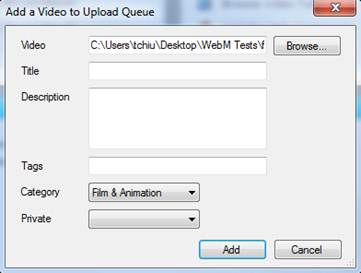 Add a Video to Upload Queue
Video C:\Users\tchiu\Desktop\WebM Tests\f Browse...
Title
Description
Tags
Category Film & Animation
Private
Add Cancel